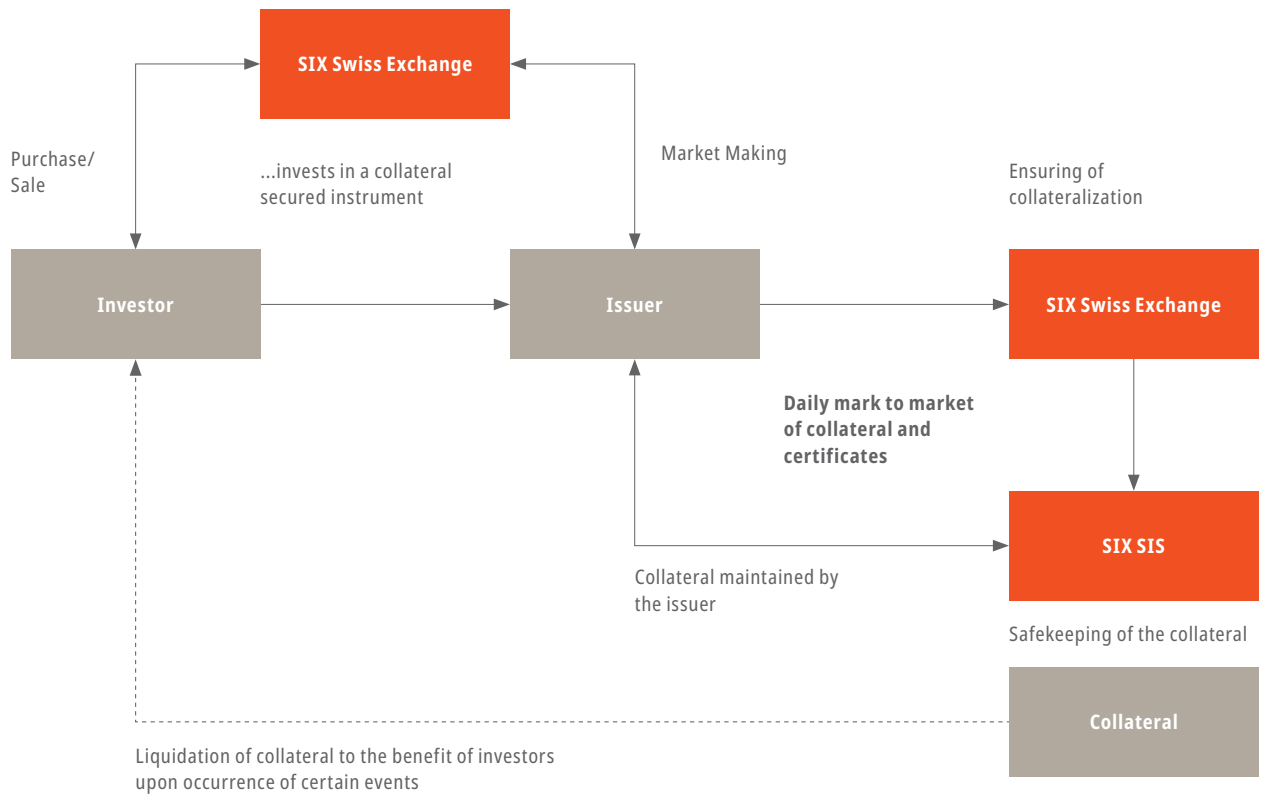 SIX Swiss Exchange
Purchase/
Sale
...invests in a collateral
secured instrument
Market Making
Ensuring of
collateralization
Investor
Issuer
SIX Swiss Exchange
Daily mark to market
of collateral and
certificates
SIX SIS
Collateral maintained by
the issuer
Safekeeping of the collateral
Collateral
Liquidation of collateral to the benefit of investors
upon occurrence of certain events